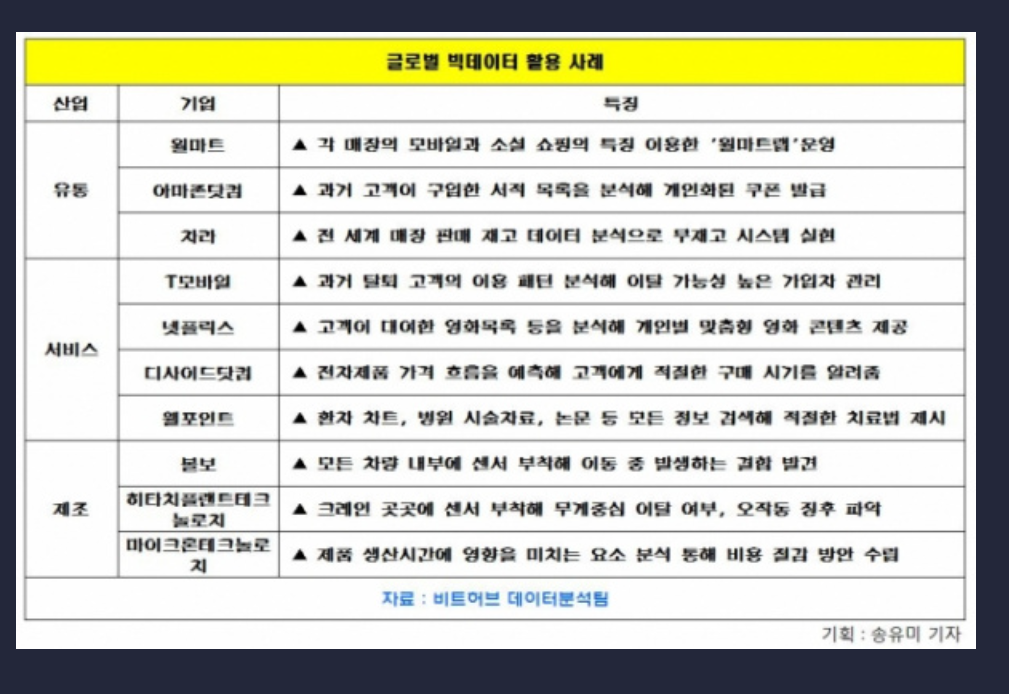 글로벌 빅데이터 활용 사례
산업 기업 특징
유통
월마트 ▲ 각 매장의 모바일과 소셜 쇼핑의 특징 이용한 '월마트랩'운영
아마존닷컴 ▲ 과거 고객이 구입한 서적 목록을 분석해 개인화된 쿠폰 발급
자라 ▲ 전 세계 매장 판매 재고 데이터 분석으로 무재고 시스템 실현
서비스
T모바일 ▲ 과거 탈퇴 고객의 이용 패턴 분석해 이탈 가능성 높은 가입자 관리
넷플릭스 ▲ 고객이 대여한 영화목록 등을 분석해 개인별 맞춤형 영화 콘텐츠 제공
디사이드닷컴 ▲ 전자제품 가격 흐름을 예측해 고객에게 적절한 구매 시기를 알려줌
웰포인트 ▲ 환자 차트, 병원 시술자료, 논문 등 모든 정보 검색해 적절한 치료법 제시
제조
볼보 ▲ 모든 차량 내부에 센서 부착해 이동 중 발생하는 결함 발견
히타치플랜트테크
놀로지 ▲ 크레인 곳곳에 센서 부착해 무게중심 이탈 여부, 오작동 징후 파악
마이크론테크놀로
지 ▲ 제품 생산시간에 영향을 미치는 요소 분석 통해 비용 절감 방안 수립
자료 : 비트허브 데이터분석팀
기획 : 송유미 기자